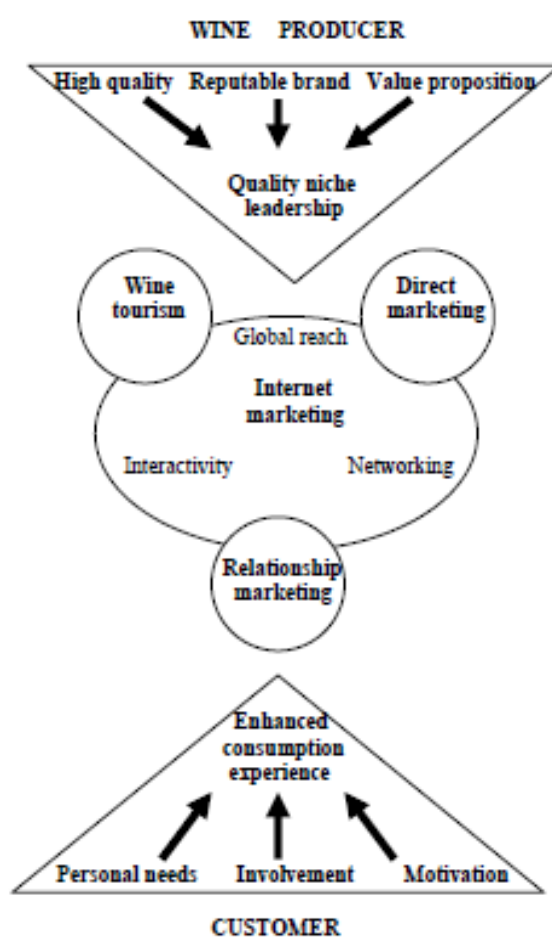 WINE PRODUCER
High quality Reputable brand Value proposition
Quality niche
leadership
Wine
tourism
Direct
marketing
Global reach
Internet
marketing
Interactivity
Networking
Relationship
marketing
Enhanced
consumption
experience
Personal needs Involvement Motivation
CUSTOMER